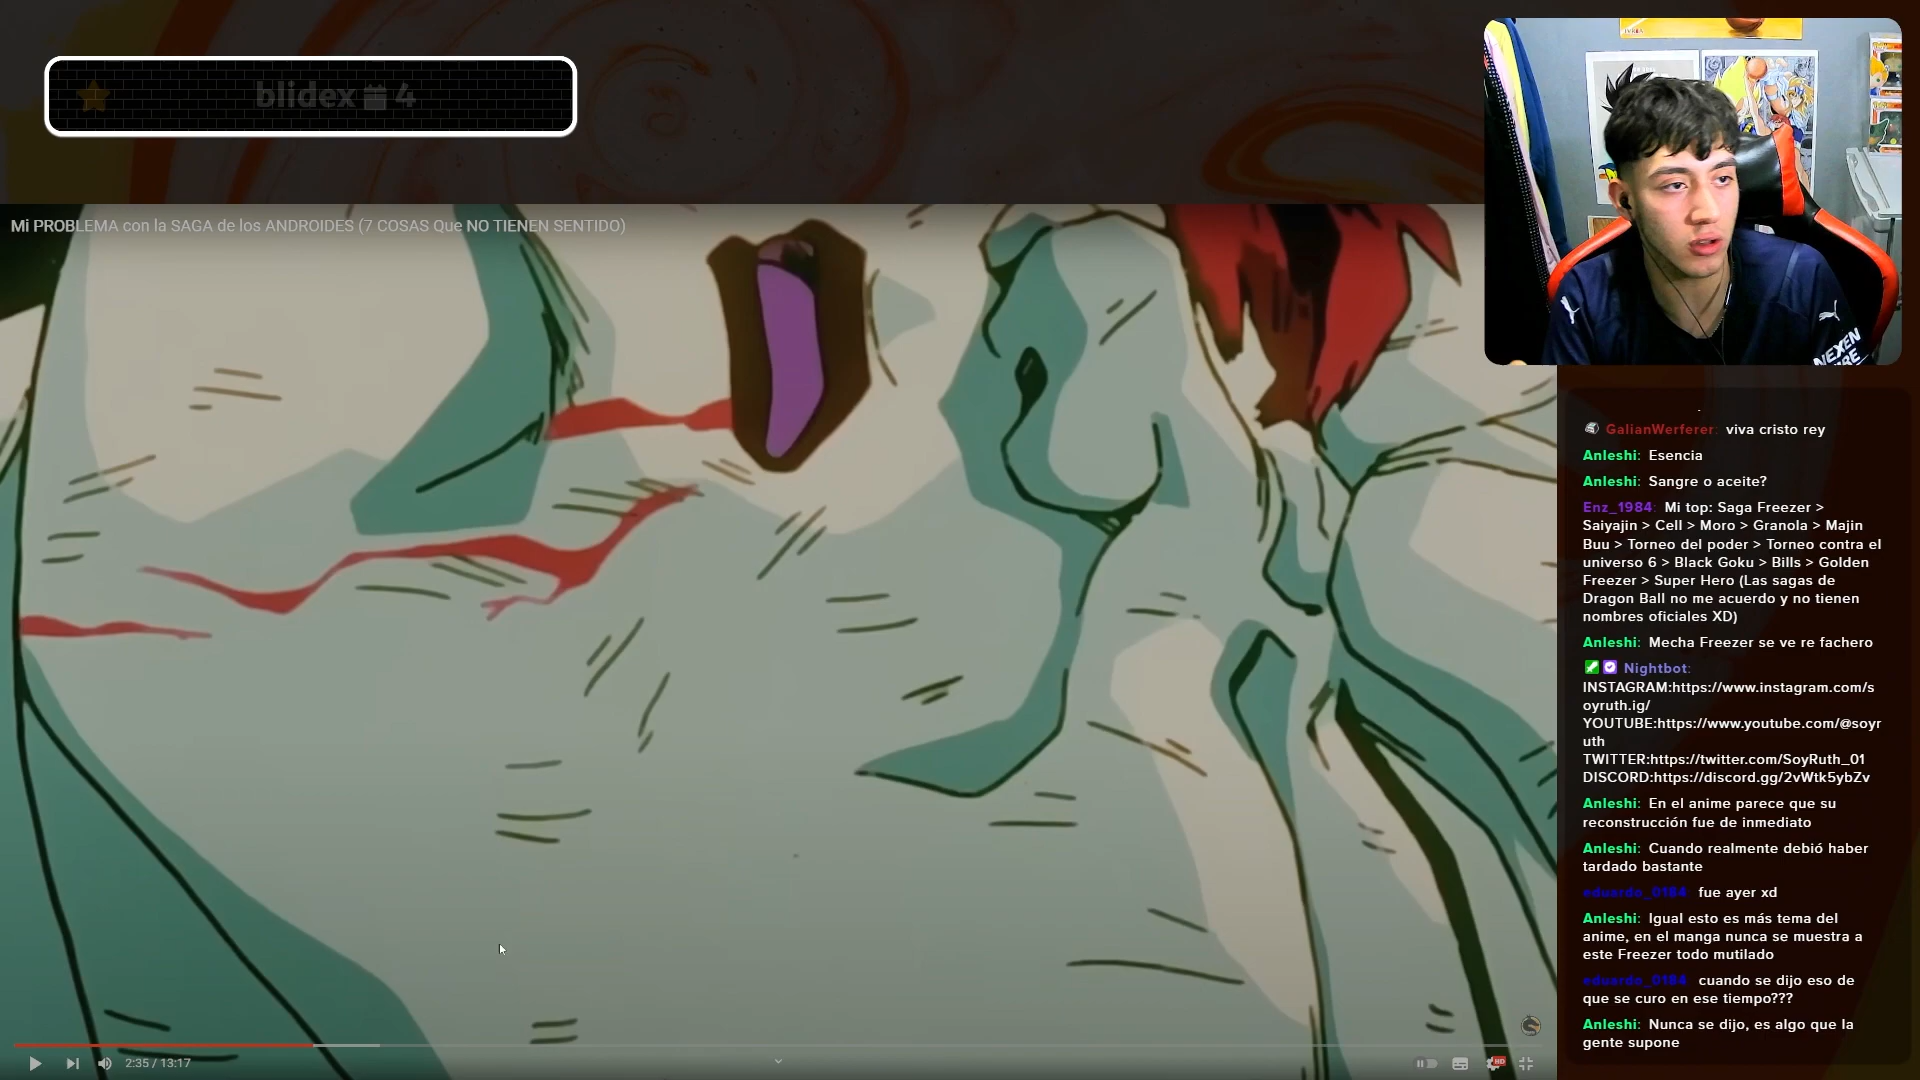 blidex 4
Mi PROBLEMA con la SAGA de los ANDROIDES (7 COSAS Que NO TIENEN SENTIDO)
NEXEN
GalianWerferer: viva cristo rey
Anleshi: Esencia
Anleshi: Sangre o aceite?
Enz_1984: Mi top: Saga Freezer >
Saiyajin > Cell > Moro > Granola > Majin
Buu > Torneo del poder > Torneo contra el
universo 6 > Black Goku > Bills > Golden
Freezer > Super Hero (Las sagas de
Dragon Ball no me acuerdo y no tienen
nombres oficiales XD)
Anleshi: Mecha Freezer se ve re fachero
Nightbot:
INSTAGRAM:https://www.instagram.com/s
oyruth.ig/
YOUTUBE:https://www.youtube.com/@soyr
uth
TWITTER:https://twitter.com/SoyRuth_01
DISCORD:https://discord.gg/2vWtk5ybZv
Anleshi: En el anime parece que su
reconstrucción fue de inmediato
Anleshi: Cuando realmente debió haber
tardado bastante
eduardo_0184: fue ayer xd
Anleshi: Igual esto es más tema del
anime, en el manga nunca se muestra a
este Freezer todo mutilado
eduardo_0184: cuando se dijo eso de
que se curo en ese tiempo???
Anleshi: Nunca se dijo, es algo que la
gente supone
2:35 / 13:17
HD